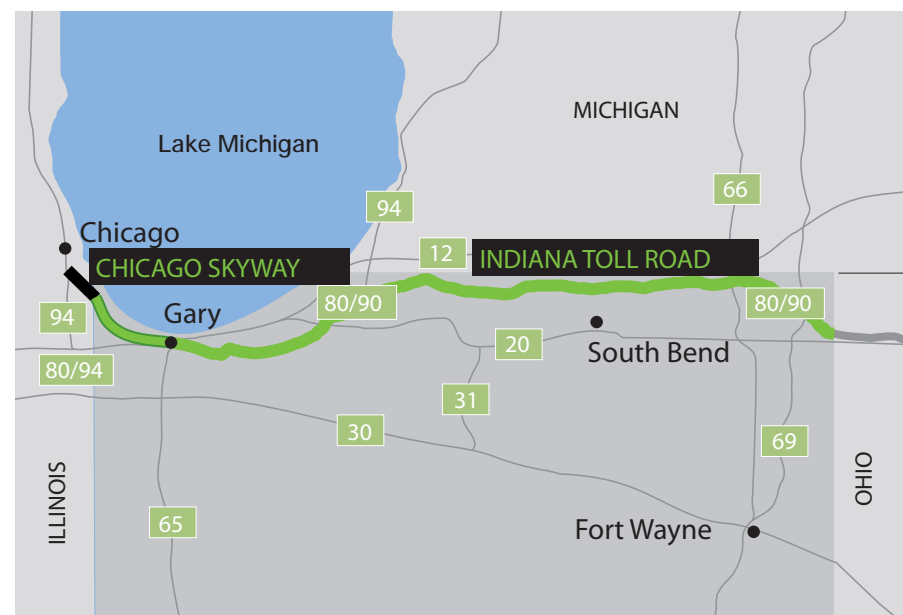 MICHIGAN
Lake Michigan
66
94
Chicago
12
INDIANA TOLL ROAD
CHICAGO SKYWAY
80/90
80/90
Gary
94
20
South Bend
80/94
31
30
69
ILLINOIS
OHIO
65
Fort Wayne